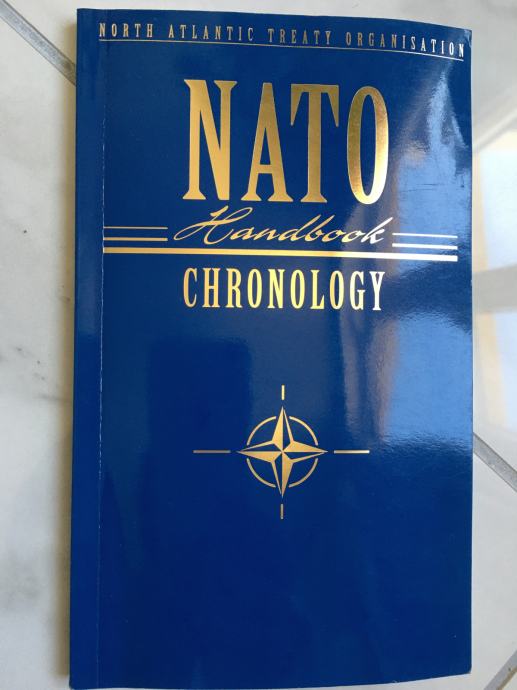 NORTH ATLANTIC TREATY ORGANISATION
NATO
Handbook
CHRONOLOGY